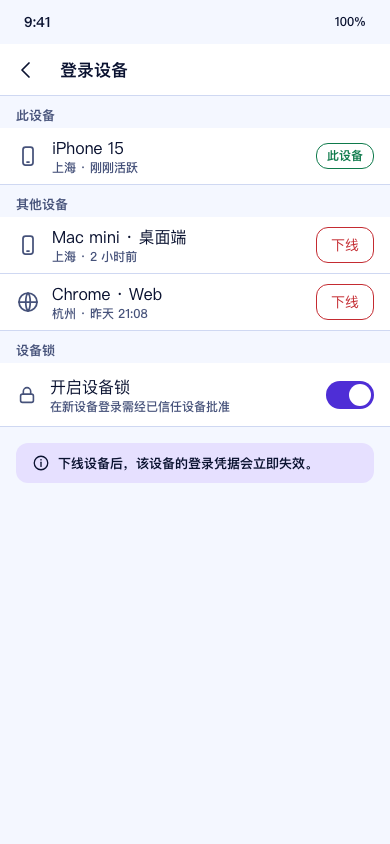 9:41
100%
登录设备
此设备
iPhone 15
上海 · 刚刚活跃
此设备
其他设备
Mac mini · 桌面端
上海 · 2 小时前
下线
Chrome · Web
杭州 · 昨天 21:08
下线
设备锁
开启设备锁
在新设备登录需经已信任设备批准
下线设备后，该设备的登录凭据会立即失效。